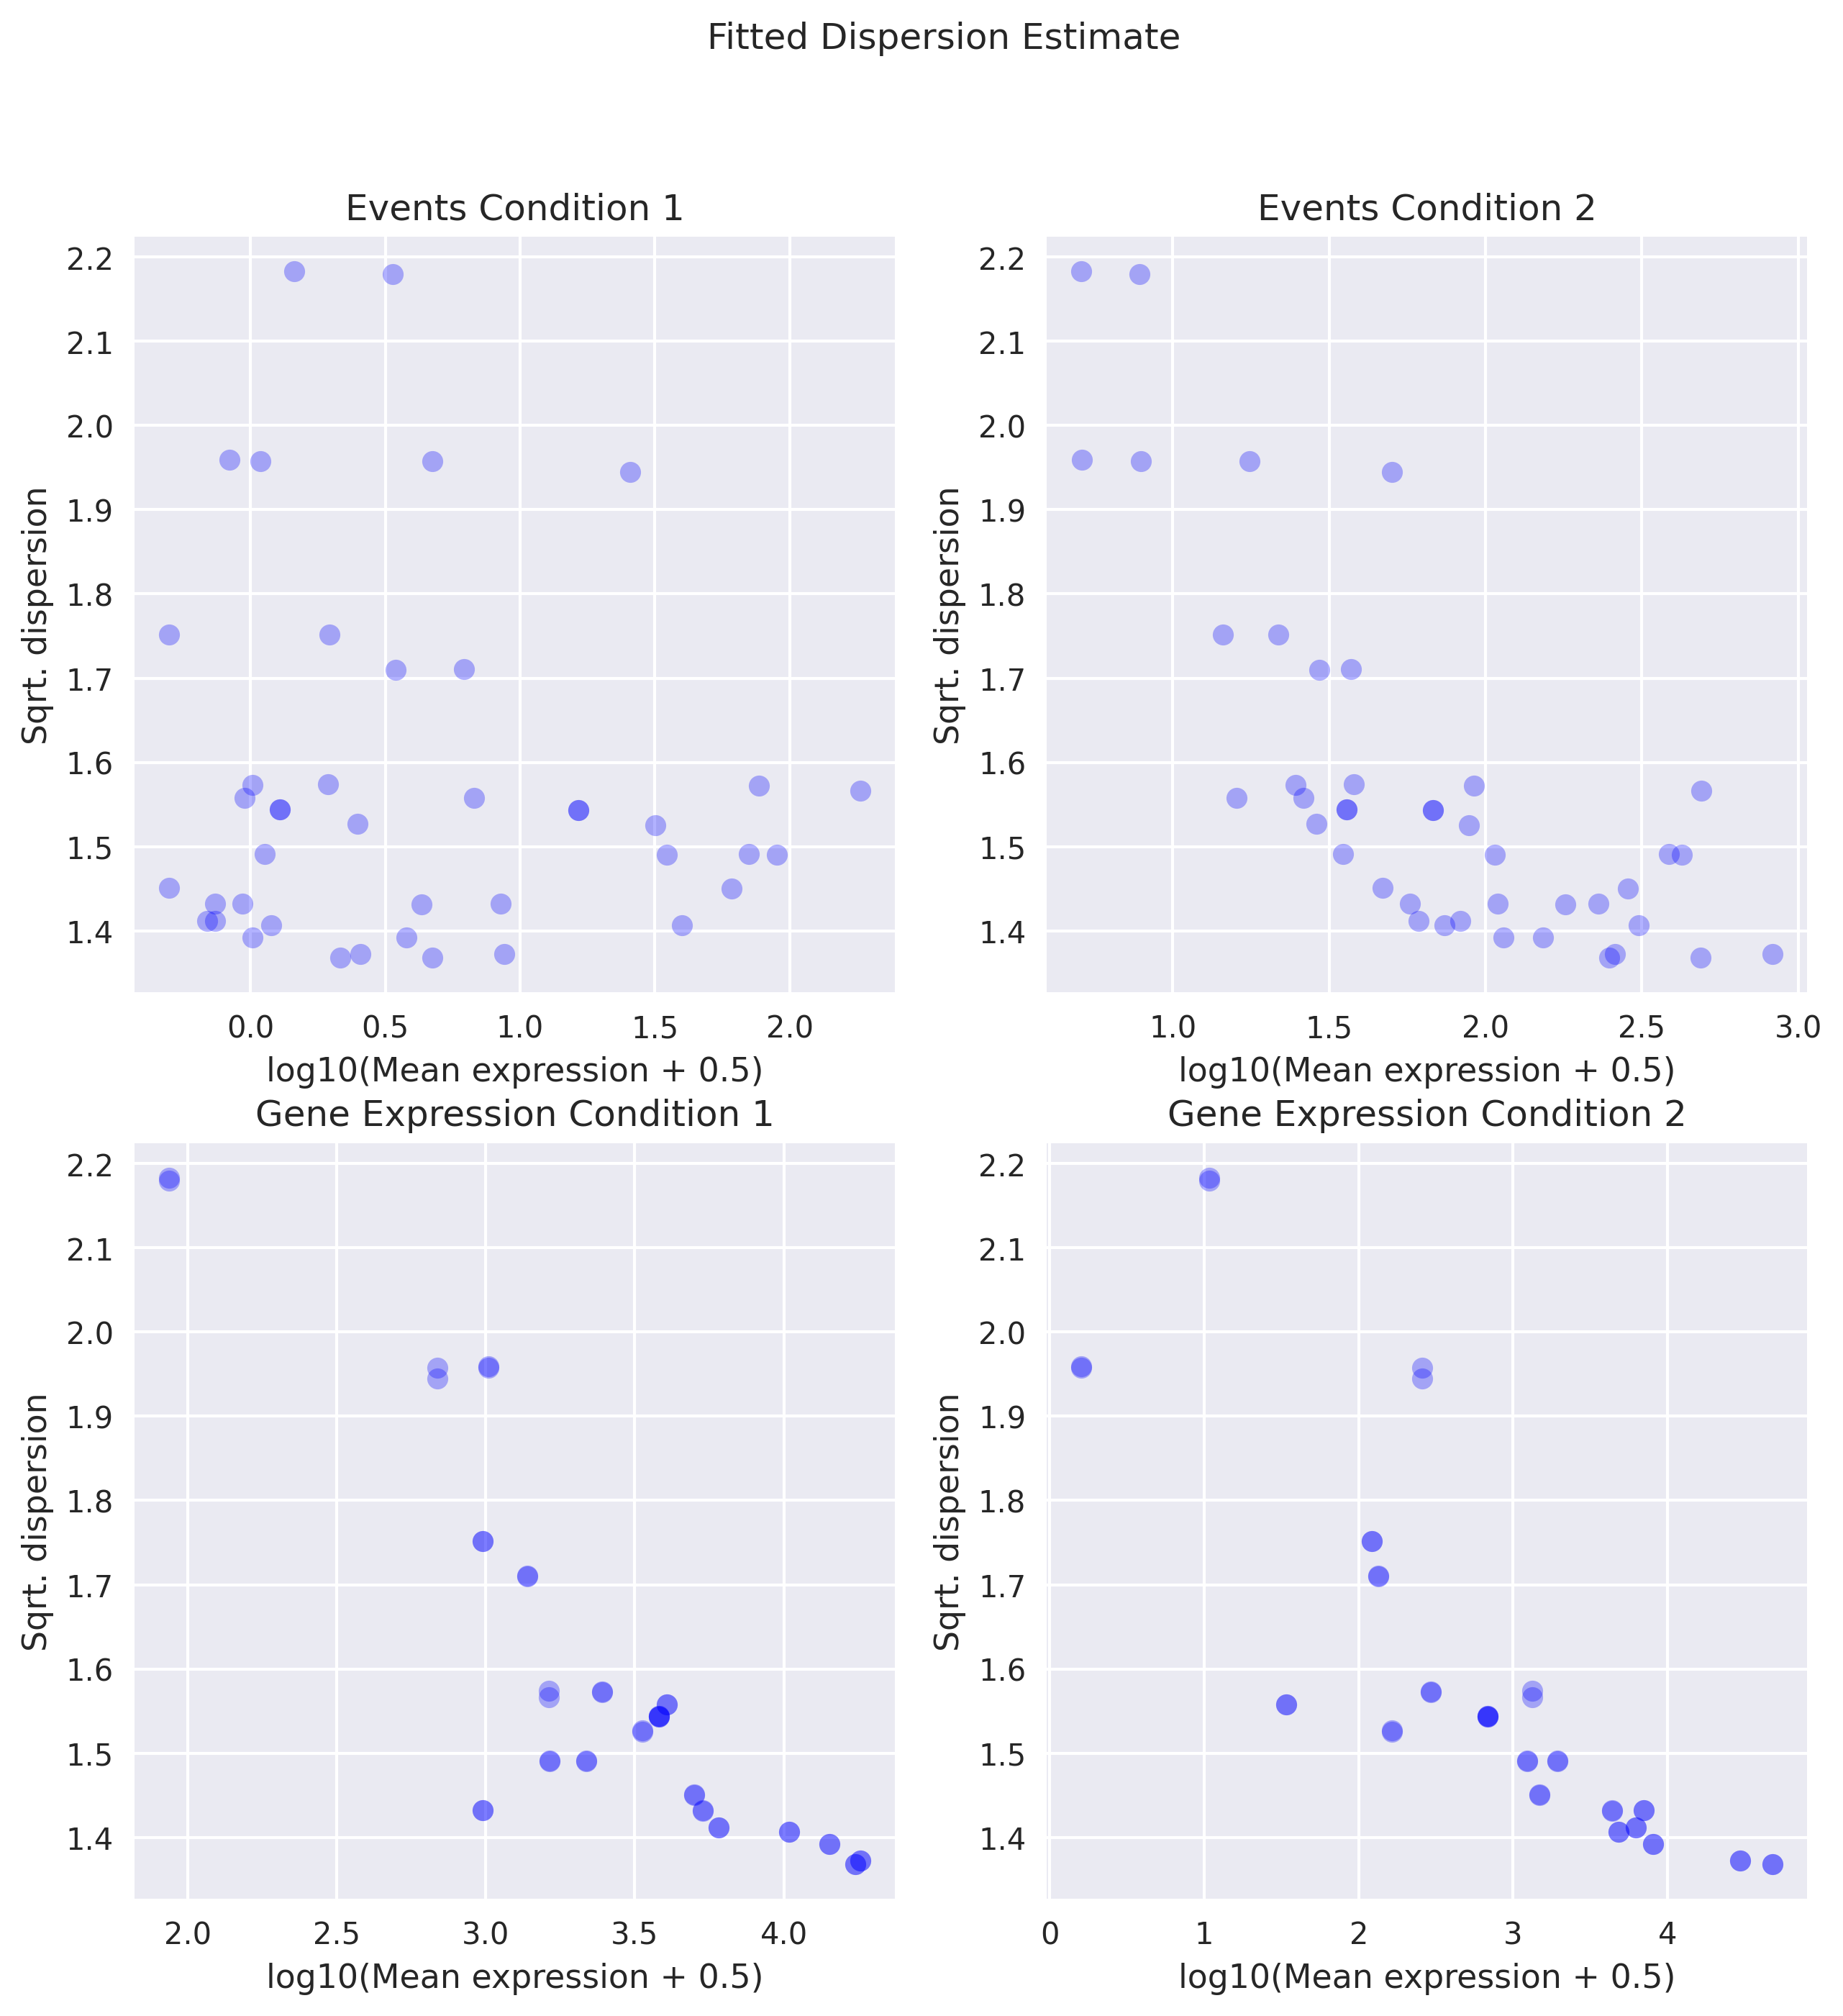 Fitted Dispersion Estimate
Events Condition 1
Events Condition 2
2.2
2.1
2.0
1.9
1.8
1.7
1.6
1.5
1.4
Sqrt. dispersion
0.0 0.5 1.0 1.5 2.0
log10(Mean expression + 0.5)
2.2
2.1
2.0
1.9
1.8
1.7
1.6
1.5
1.4
Sqrt. dispersion
1.0 1.5 2.0 2.5 3.0
log10(Mean expression + 0.5)
Gene Expression Condition 1
Gene Expression Condition 2
2.2
2.1
2.0
1.9
1.8
1.7
1.6
1.5
1.4
Sqrt. dispersion
2.0 2.5 3.0 3.5 4.0
log10(Mean expression + 0.5)
2.2
2.1
2.0
1.9
1.8
1.7
1.6
1.5
1.4
Sqrt. dispersion
0 1 2 3 4
log10(Mean expression + 0.5)